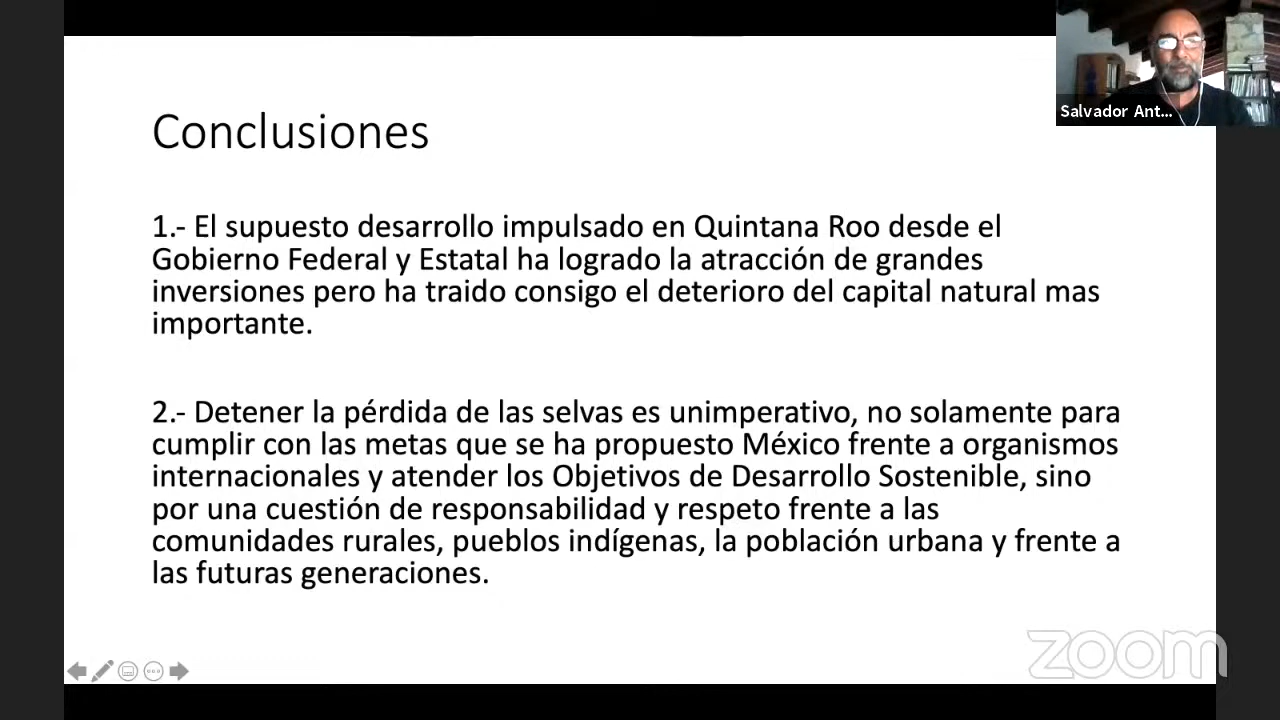 Conclusiones
1.- El supuesto desarrollo impulsado en Quintana Roo desde el
Gobierno Federal y Estatal ha logrado la atracción de grandes
inversiones pero ha traido consigo el deterioro del capital natural mas
importante.
2.- Detener la pérdida de las selvas es unimperativo, no solamente para
cumplir con las metas que se ha propuesto México frente a organismos
internacionales y atender los Objetivos de Desarrollo Sostenible, sino
por una cuestión de responsabilidad y respeto frente a las
comunidades rurales, pueblos indígenas, la población urbana y frente a
las futuras generaciones.
Salvador Ant...
zoom